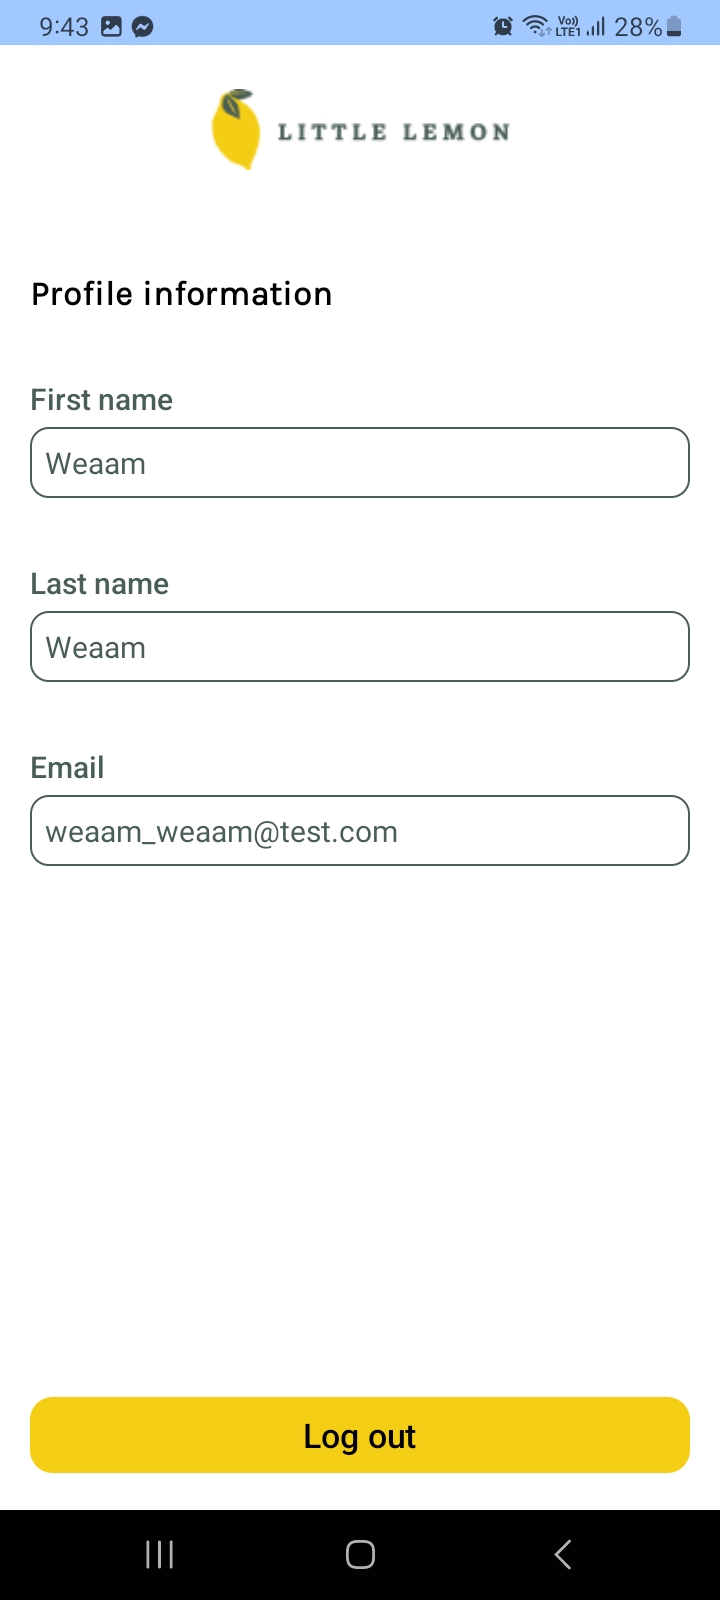 9:43 Vo)) LTE1 28%
LITTLE LEMON
Profile information
First name
Weaam
Last name
Weaam
Email
weaam_weaam@test.com
Log out